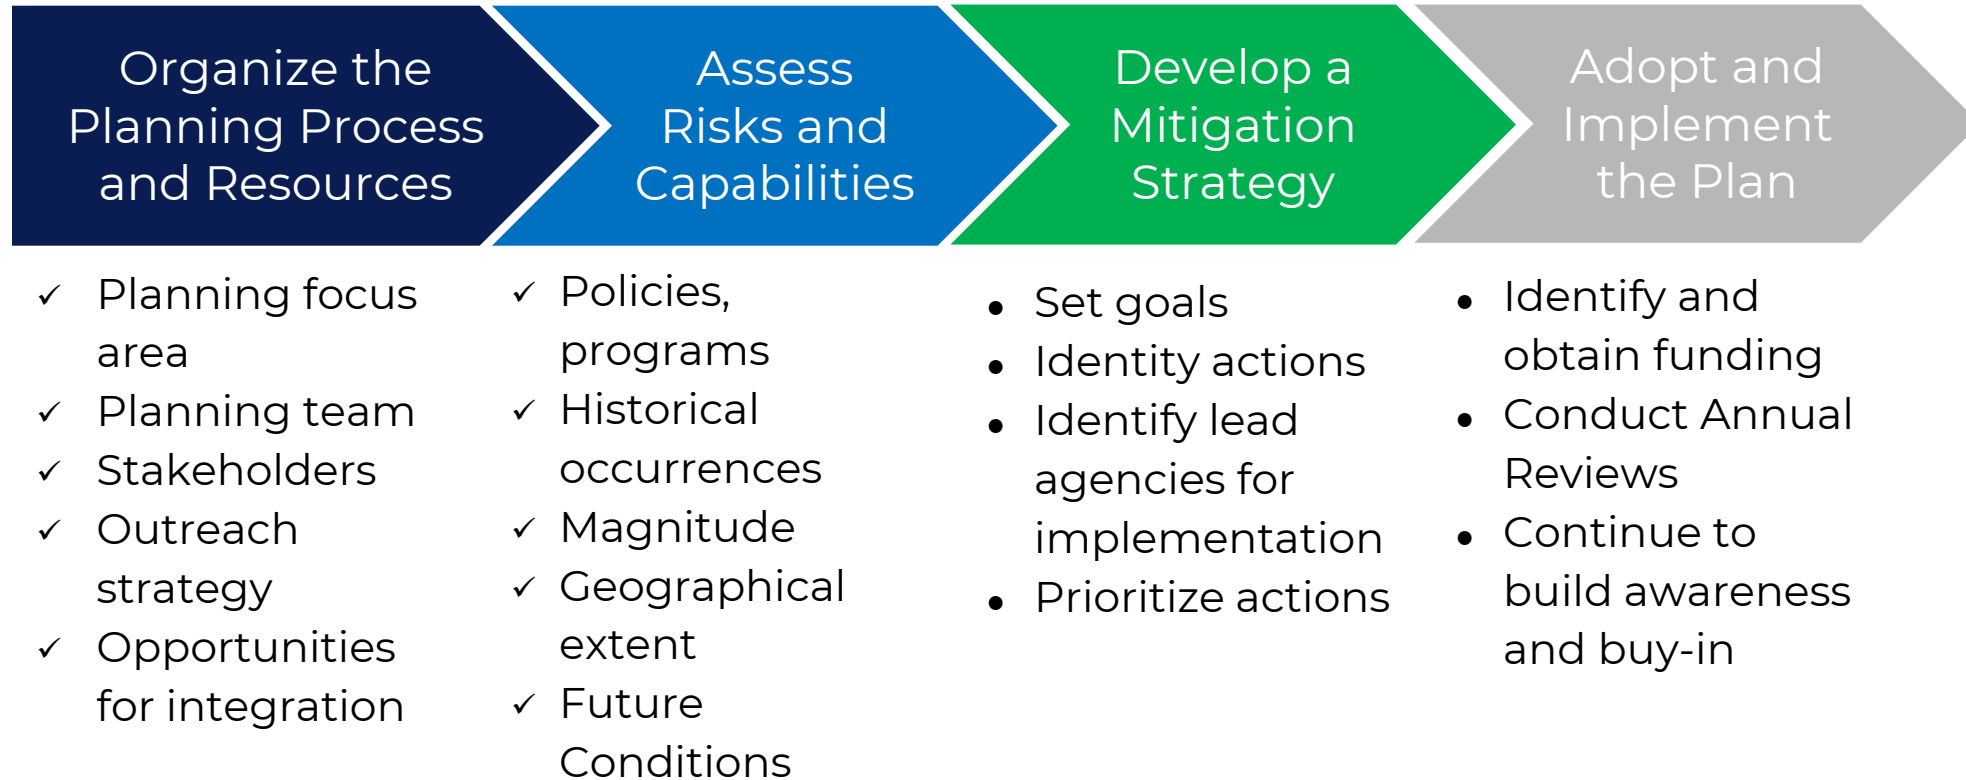 Organize the
Planning Process
and Resources
Assess
Risks and
Capabilities
Develop a
Mitigation
Strategy
Adopt and
Implement
the Plan
✓ Planning focus
area
✓ Planning team
✓ Stakeholders
✓ Outreach
strategy
✓ Opportunities
for integration
✓ Policies,
programs
✓ Historical
occurrences
✓ Magnitude
✓ Geographical
extent
✓ Future
Conditions
• Set goals
• Identity actions
• Identify lead
agencies for
implementation
• Prioritize actions
• Identify and
obtain funding
• Conduct Annual
Reviews
• Continue to
build awareness
and buy-in